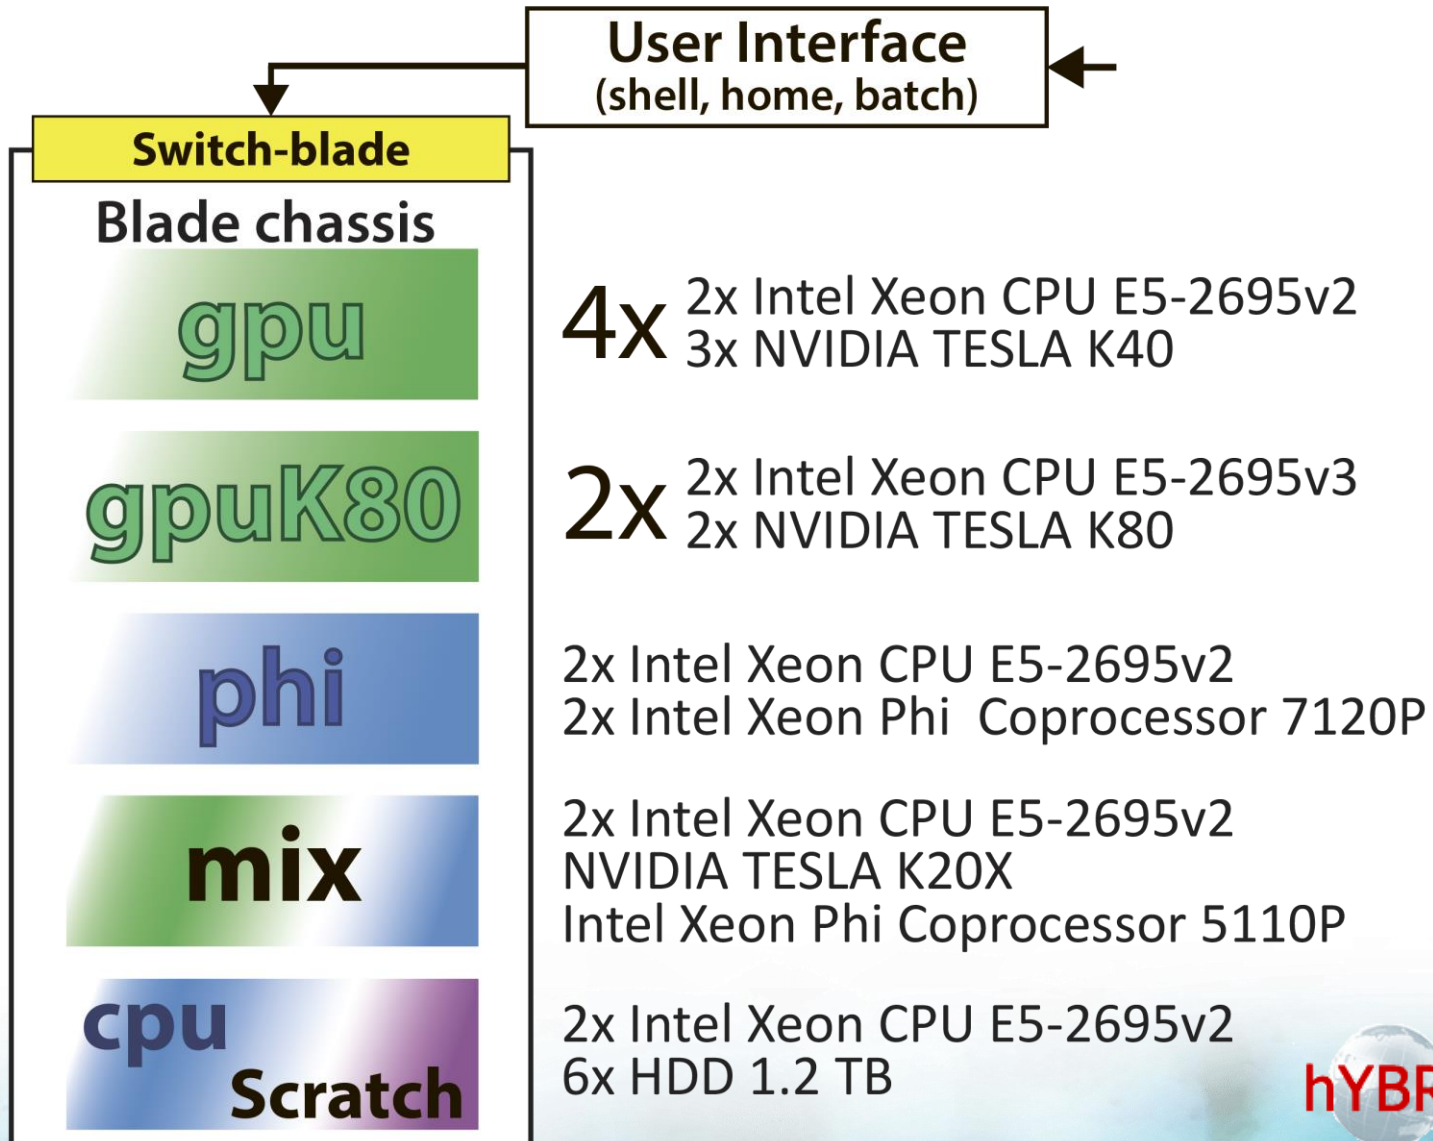 User Interface
(shell, home, batch)
Switch-blade
Blade chassis
gpu
4x
2x Intel Xeon CPU E5-2695v2
3x NVIDIA TESLA K40
gpuK80
2x
2x Intel Xeon CPU E5-2695v3
2x NVIDIA TESLA K80
phi
2x Intel Xeon CPU E5-2695v2
2x Intel Xeon Phi Coprocessor 7120P
mix
2x Intel Xeon CPU E5-2695v2
NVIDIA TESLA K20X
Intel Xeon Phi Coprocessor 5110P
cpu
Scratch
2x Intel Xeon CPU E5-2695v2
6x HDD 1.2 TB